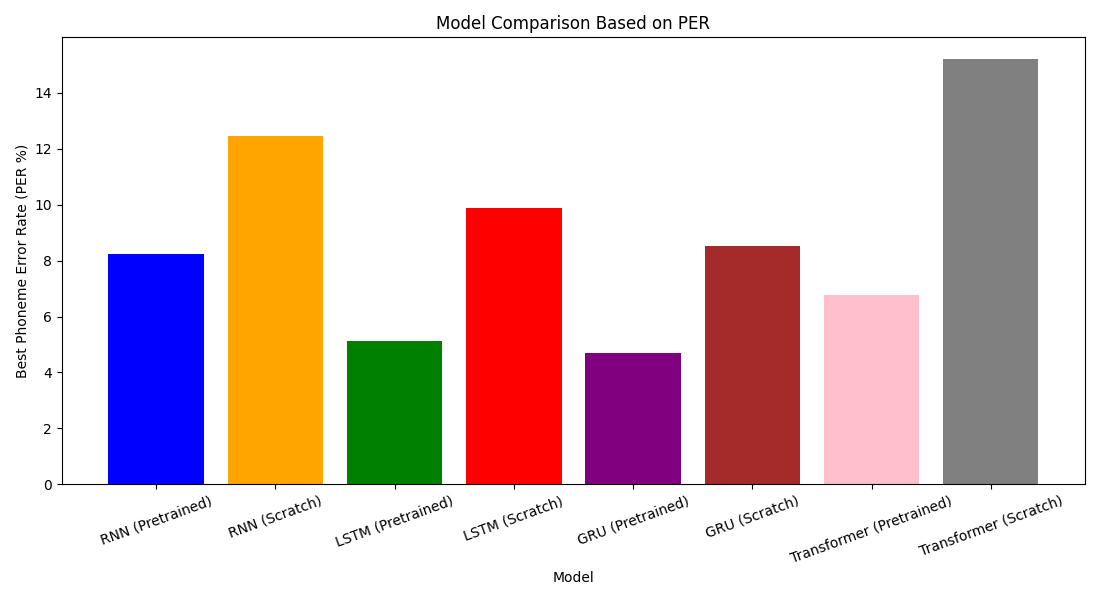 Model Comparison Based on PER
Best Phoneme Error Rate (PER %)
14
12
10
8
6
4
2
0
RNN (Pretrained)
RNN (Scratch)
LSTM (Pretrained)
LSTM (Scratch)
GRU (Pretrained)
GRU (Scratch)
Transformer (Pretrained)
Transformer (Scratch)
Model